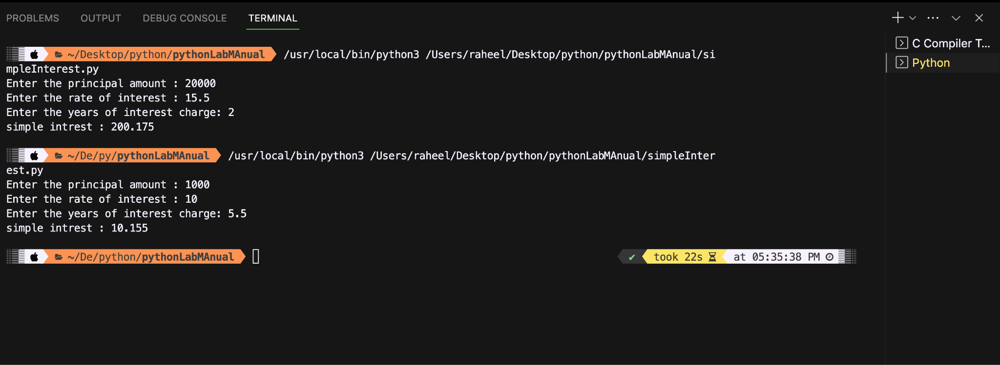 PROBLEMS OUTPUT DEBUG CONSOLE TERMINAL
~/Desktop/python/pythonLabMAnual /usr/local/bin/python3 /Users/raheel/Desktop/python/pythonLabMAnual/si
mpleInterest.py
Enter the principal amount : 20000
Enter the rate of interest : 15.5
Enter the years of interest charge: 2
simple intrest : 200.175
~/De/py/pythonLabMAnual /usr/local/bin/python3 /Users/raheel/Desktop/python/pythonLabMAnual/simpleInter
est.py
Enter the principal amount : 1000
Enter the rate of interest : 10
Enter the years of interest charge: 5.5
simple intrest : 10.155
~/De/python/pythonLabMAnual ✔ took 22s at 05:35:38 PM
C Compiler T...
Python